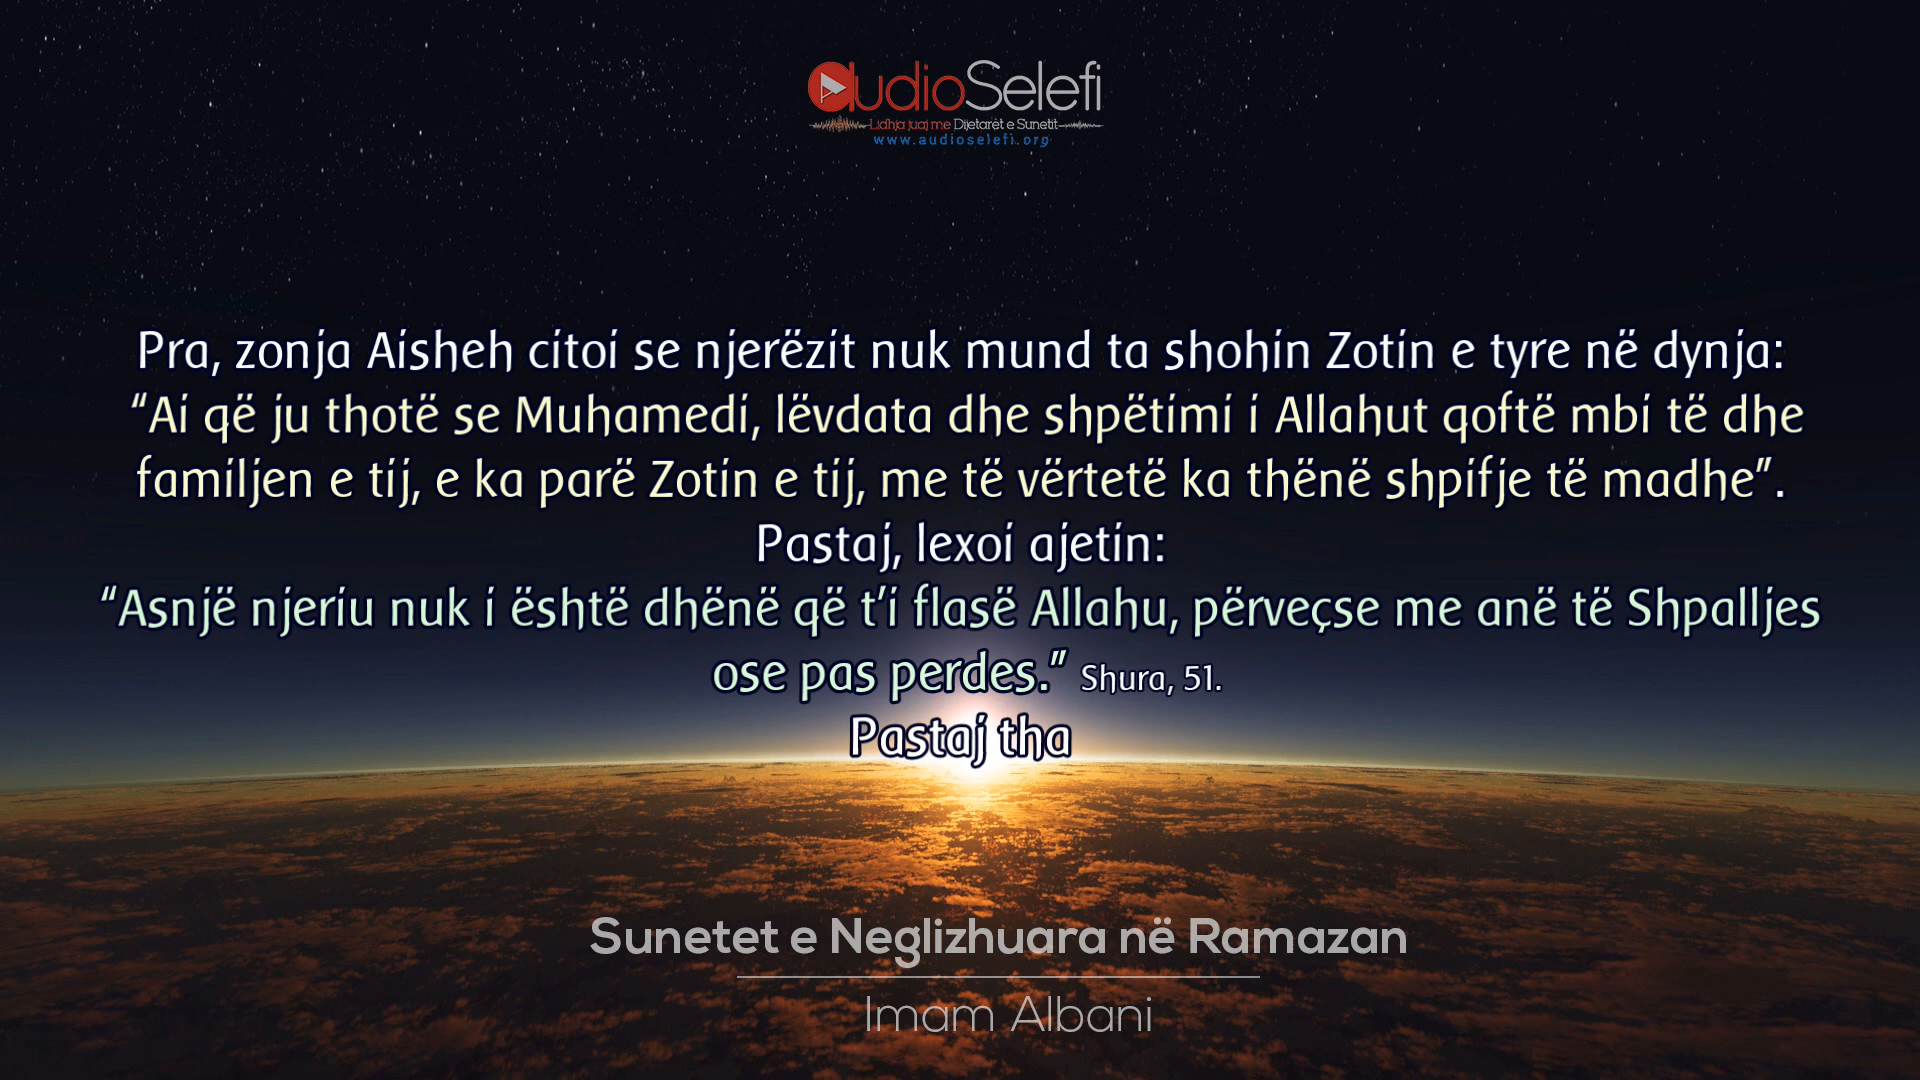 audioSelefi
Lidhja juaj me Dijetarët e Sunetit
www.audioselefi.org
Pra, zonja Aisheh citoi se njerëzit nuk mund ta shohin Zotin e tyre në dynja:
“Ai që ju thotë se Muhamedi, lëvdata dhe shpëtimi i Allahut qoftë mbi të dhe
familjen e tij, e ka parë Zotin e tij, me të vërtetë ka thënë shpifje të madhe”.
Pastaj, lexoi ajetin:
“Asnjë njeriu nuk i është dhënë që t’i flasë Allahu, përveçse me anë të Shpalljes
ose pas perdes.” Shura, 51.
Pastaj tha
Sunetet e Neglizhuara në Ramazan
Imam Albani